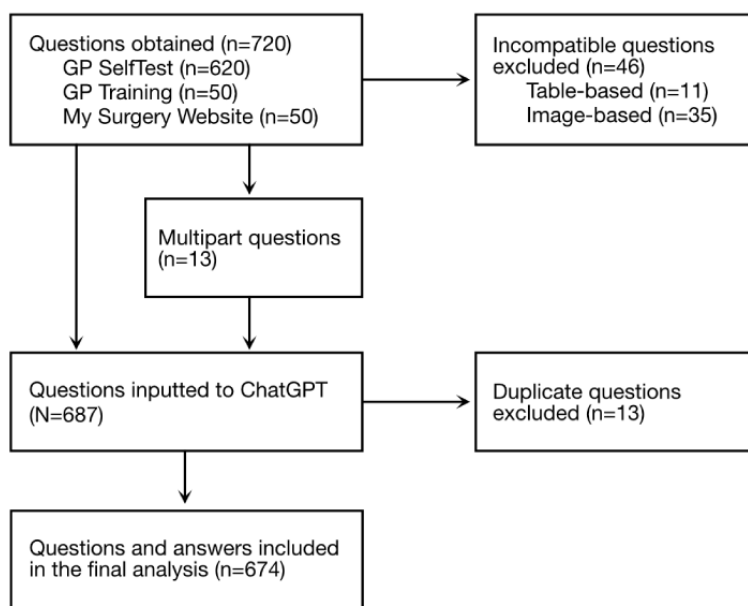 Questions obtained (n=720)
GP SelfTest (n=620)
GP Training (n=50)
My Surgery Website (n=50)
Incompatible questions
excluded (n=46)
Table-based (n=11)
Image-based (n=35)
Multipart questions
(n=13)
Questions inputted to ChatGPT
(N=687)
Duplicate questions
excluded (n=13)
Questions and answers included
in the final analysis (n=674)